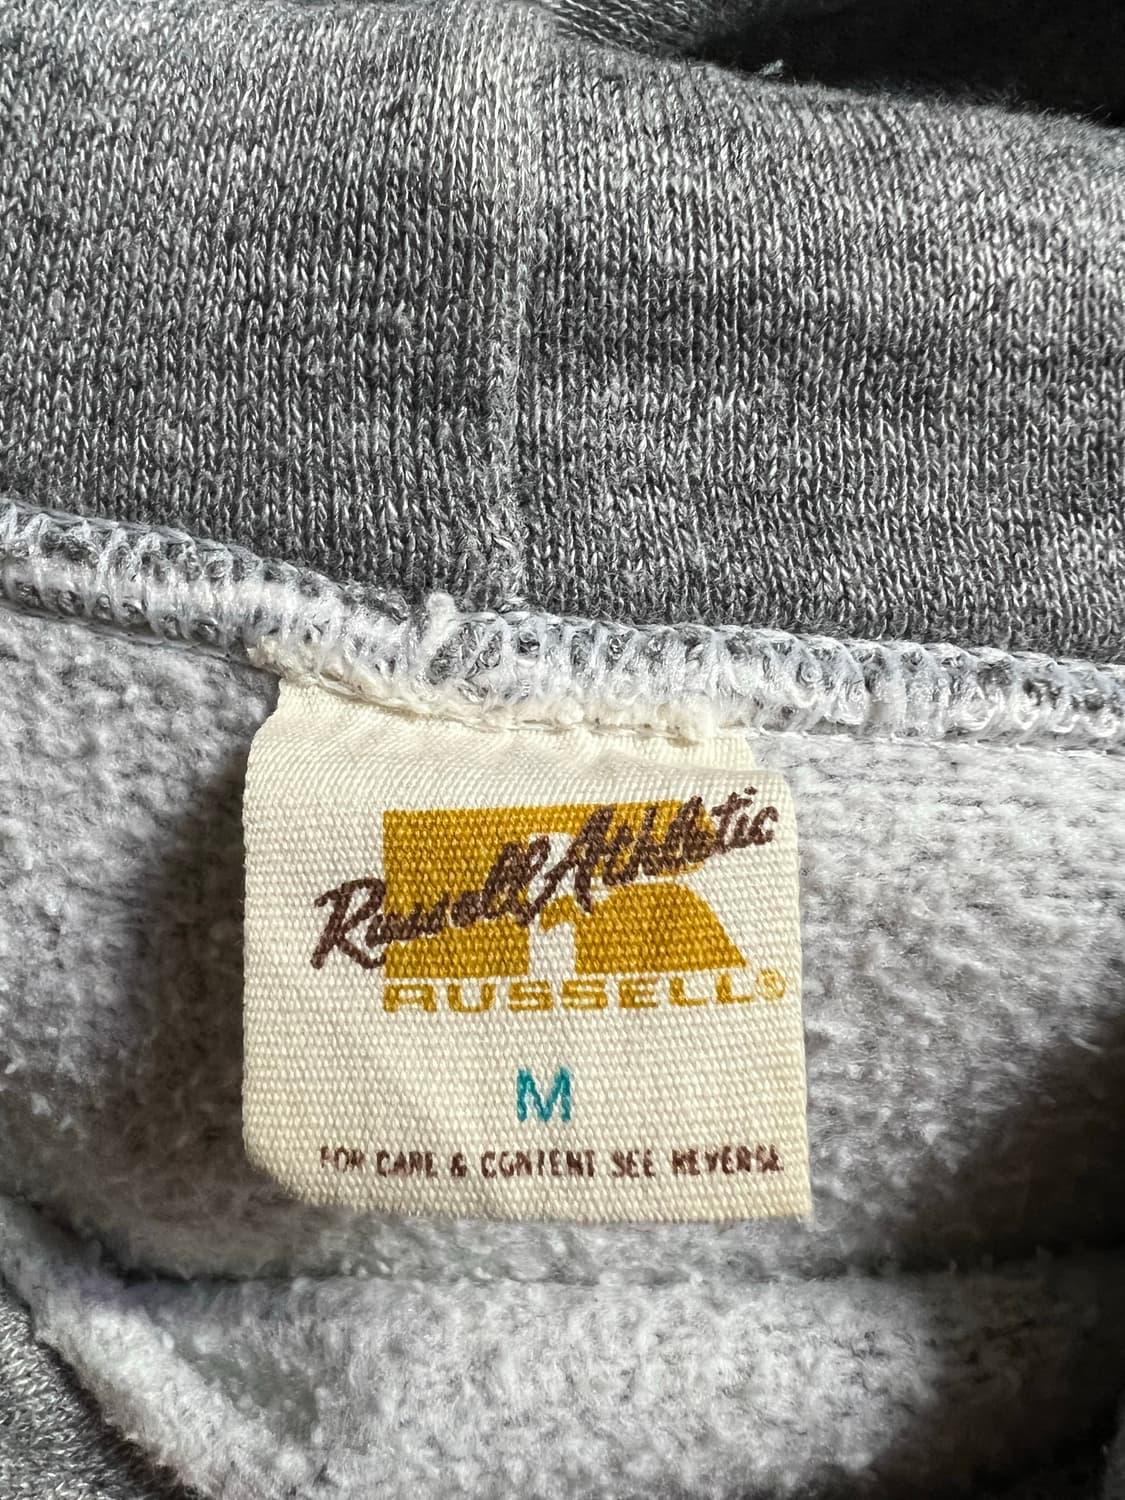 Russell Athletic
RUSSELL®
M
FOR CARE & CONTENT SEE REVERSE